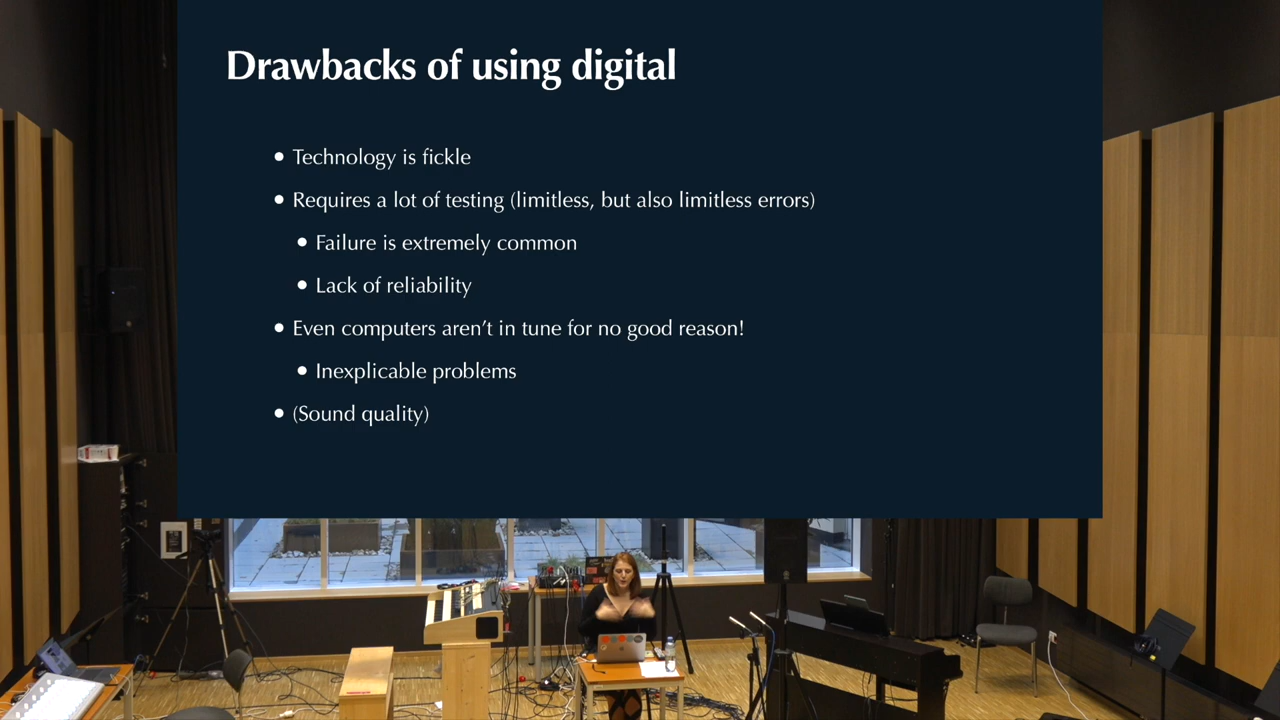 Drawbacks of using digital
• Technology is fickle
• Requires a lot of testing (limitless, but also limitless errors)
• Failure is extremely common
• Lack of reliability
• Even computers aren't in tune for no good reason!
• Inexplicable problems
• (Sound quality)